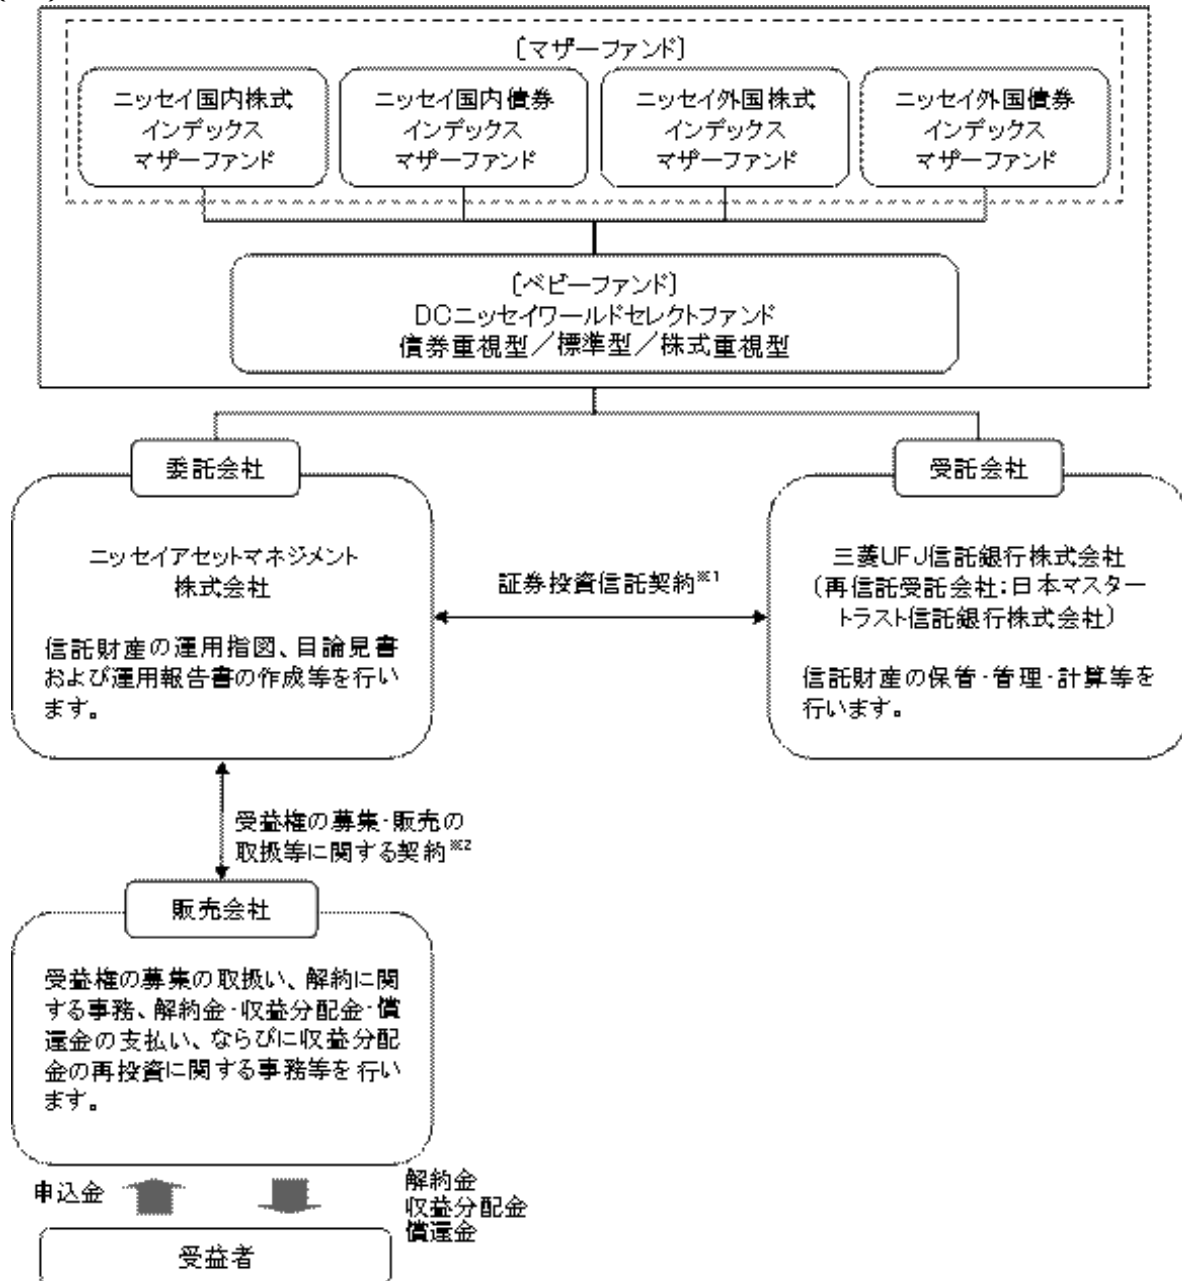 〔マザーファンド〕
ニッセイ国内株式
インデックス
マザーファンド
ニッセイ国内債券
インデックス
マザーファンド
ニッセイ外国株式
インデックス
マザーファンド
ニッセイ外国債券
インデックス
マザーファンド
〔ベビーファンド〕
DCニッセイワールドセレクトファンド
債券重視型／標準型／株式重視型
委託会社
ニッセイアセットマネジメント
株式会社
信託財産の運用指図、目論見書
および運用報告書の作成等を行い
ます。
証券投資信託契約※1
受託会社
三菱UFJ信託銀行株式会社
（再信託受託会社：日本マスター
トラスト信託銀行株式会社）
信託財産の保管・管理・計算等を
行います。
受益権の募集・販売の
取扱等に関する契約※2
販売会社
受益権の募集の取扱い、解約に関
する事務、解約金・収益分配金・償
還金の支払い、ならびに収益分配
金の再投資に関する事務等を行い
ます。
申込金
解約金
収益分配金
償還金
受益者